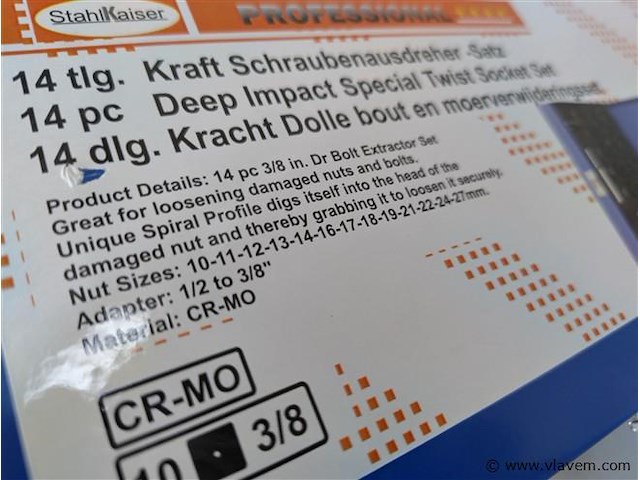 StahlKaiser
PROFESSIONAL
14 tlg. Kraft Schraubenausdreher -Satz
14 pc Deep Impact Special Twist Socket Set
14 dlg. Kracht Dolle bout en moerverwijderingset
Product Details: 14 pc 3/8 in. Dr Bolt Extractor Set
Great for loosening damaged nuts and bolts.
Unique Spiral Profile digs itself into the head of the
damaged nut and thereby grabbing it to loosen it securely.
Nut Sizes: 10-11-12-13-14-16-17-18-19-21-22-24-27mm.
Adapter: 1/2 to 3/8"
Material: CR-MO
CR-MO
10 3/8
© www.vlavem.com